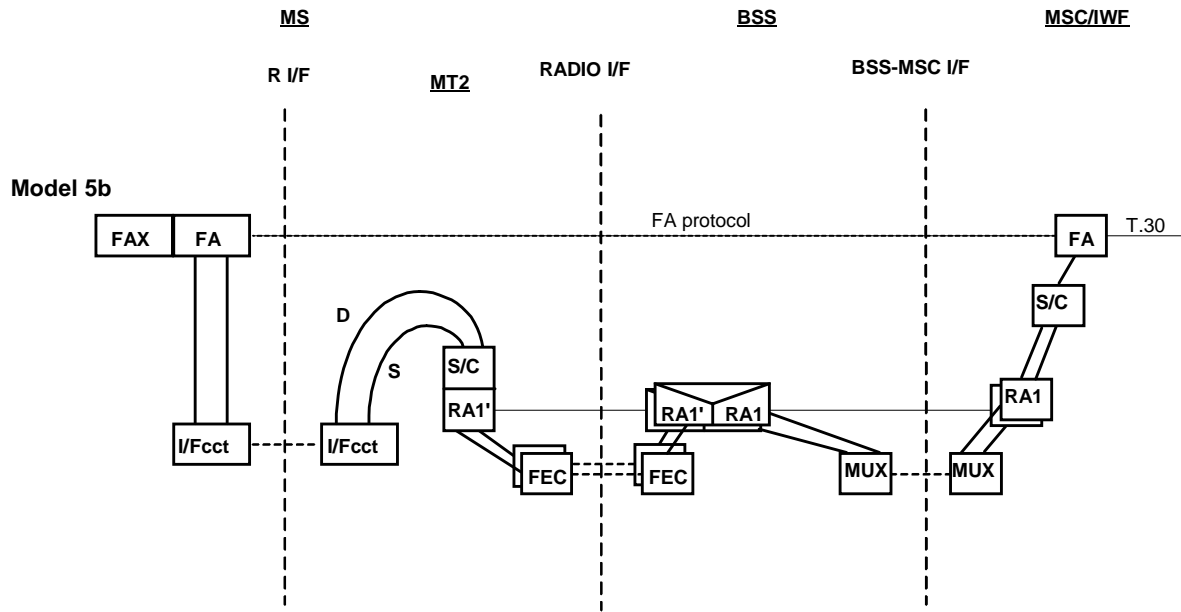 MS
BSS
MSC/IWF
R I/F
MT2
RADIO I/F
BSS-MSC I/F
Model 5b
FAX
FA
FA protocol
FA
T.30
D
S
S/C
S/C
RA1'
RA1'
RA1
RA1
I/Fcct
I/Fcct
FEC
FEC
MUX
MUX